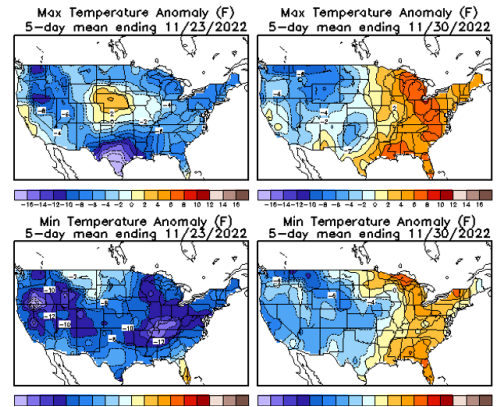 Max Temperature Anomaly (F)
5-day mean ending 11/23/2022
Max Temperature Anomaly (F)
5-day mean ending 11/30/2022
-16-14-12-10-8 -6 -4 -2 0 2 4 6 8 10 12 14 16
-16-14-12-10-8 -6 -4 -2 0 2 4 6 8 10 12 14 16
Min Temperature Anomaly (F)
5-day mean ending 11/23/2022
Min Temperature Anomaly (F)
5-day mean ending 11/30/2022